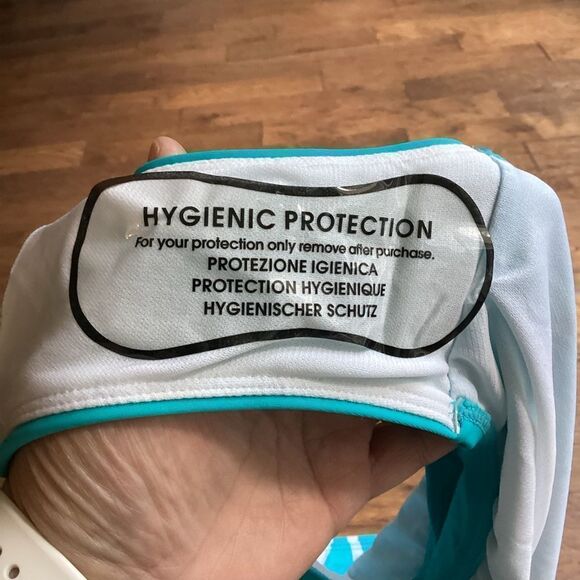 HYGIENIC PROTECTION
For your protection only remove after purchase.
PROTEZIONE IGIENICA
PROTECTION HYGIENIQUE
HYGIENISCHER SCHUTZ